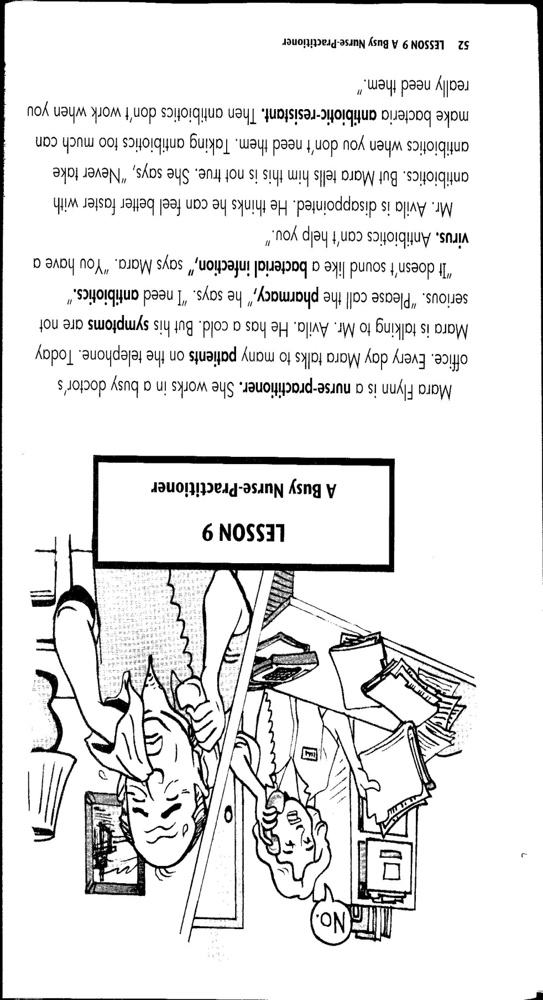 NO.
LESSON 9
A Busy Nurse-Practitioner
Mara Flynn is a nurse-practitioner. She works in a busy doctor's
office. Every day Mara talks to many patients on the telephone. Today
Mara is talking to Mr. Avila. He has a cold. But his symptoms are not
serious. "Please call the pharmacy," he says. "I need antibiotics."
"It doesn't sound like a bacterial infection," says Mara. "You have a
virus. Antibiotics can't help you."
Mr. Avila is disappointed. He thinks he can feel better faster with
antibiotics. But Mara tells him this is not true. She says, "Never take
antibiotics when you don't need them. Taking antibiotics too much can
make bacteria antibiotic-resistant. Then antibiotics don't work when you
really need them."
52 LESSON 9 A Busy Nurse-Practitioner